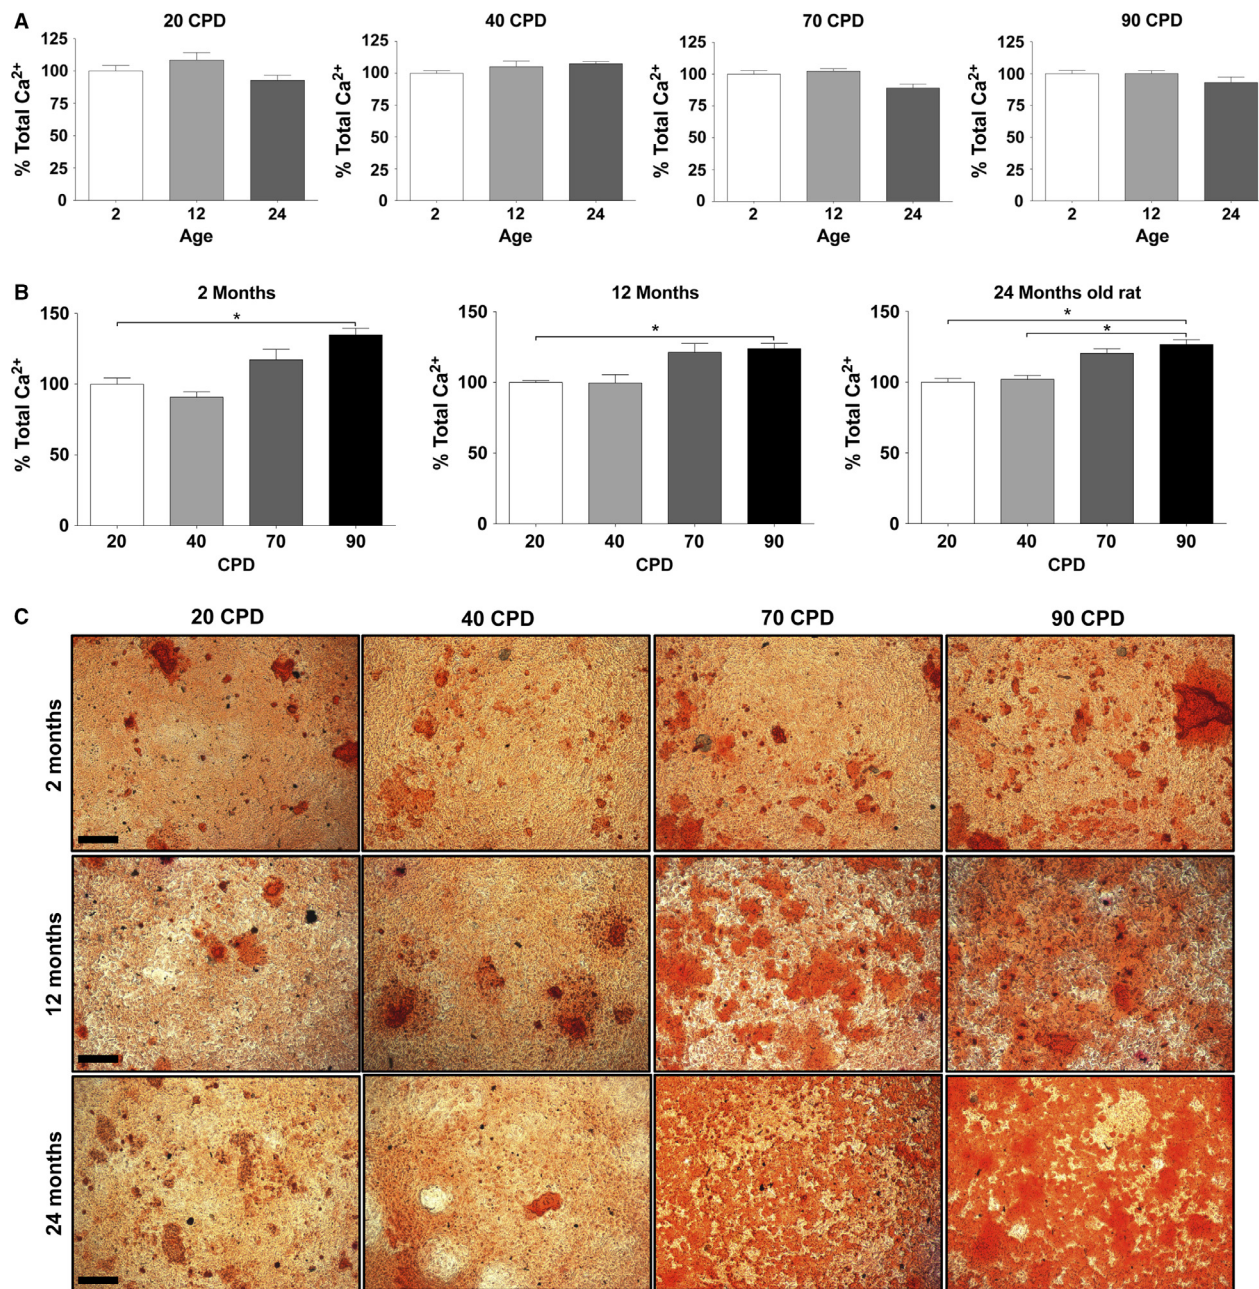 A
20 CPD
40 CPD
70 CPD
90 CPD
% Total Ca²⁺
125
100
75
50
25
0
2 12 24
Age
% Total Ca²⁺
125
100
75
50
25
0
2 12 24
Age
% Total Ca²⁺
125
100
75
50
25
0
2 12 24
Age
% Total Ca²⁺
125
100
75
50
25
0
2 12 24
Age
B
2 Months
% Total Ca²⁺
150
100
50
0
*
20 40 70 90
CPD
12 Months
% Total Ca²⁺
150
100
50
0
*
20 40 70 90
CPD
24 Months old rat
% Total Ca²⁺
150
100
50
0
*
*
20 40 70 90
CPD
C
20 CPD
40 CPD
70 CPD
90 CPD
2 months
12 months
24 months